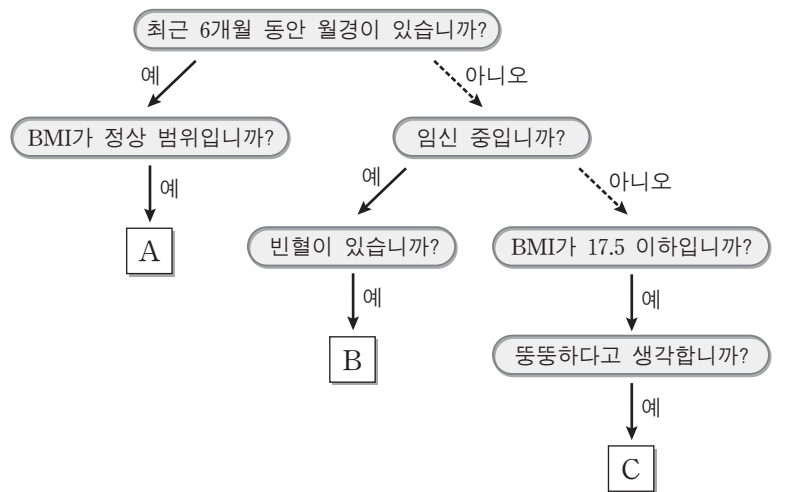 최근 6개월 동안 월경이 있습니까?
예
아니오
BMI가 정상 범위입니까?
임신 중입니까?
예
예
아니오
A
빈혈이 있습니까?
BMI가 17.5 이하입니까?
예
예
B
뚱뚱하다고 생각합니까?
예
C